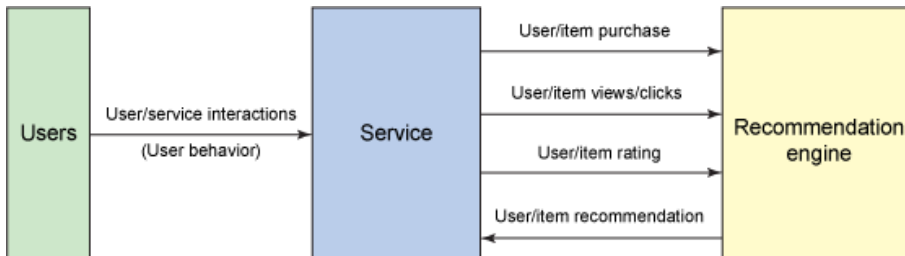 Users
User/service interactions
(User behavior)
Service
User/item purchase
User/item views/clicks
User/item rating
User/item recommendation
Recommendation
engine